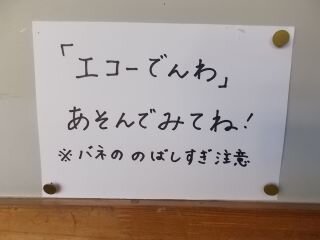 「エコーでんわ」
あそんでみてね!
※バネの のばしすぎ注意